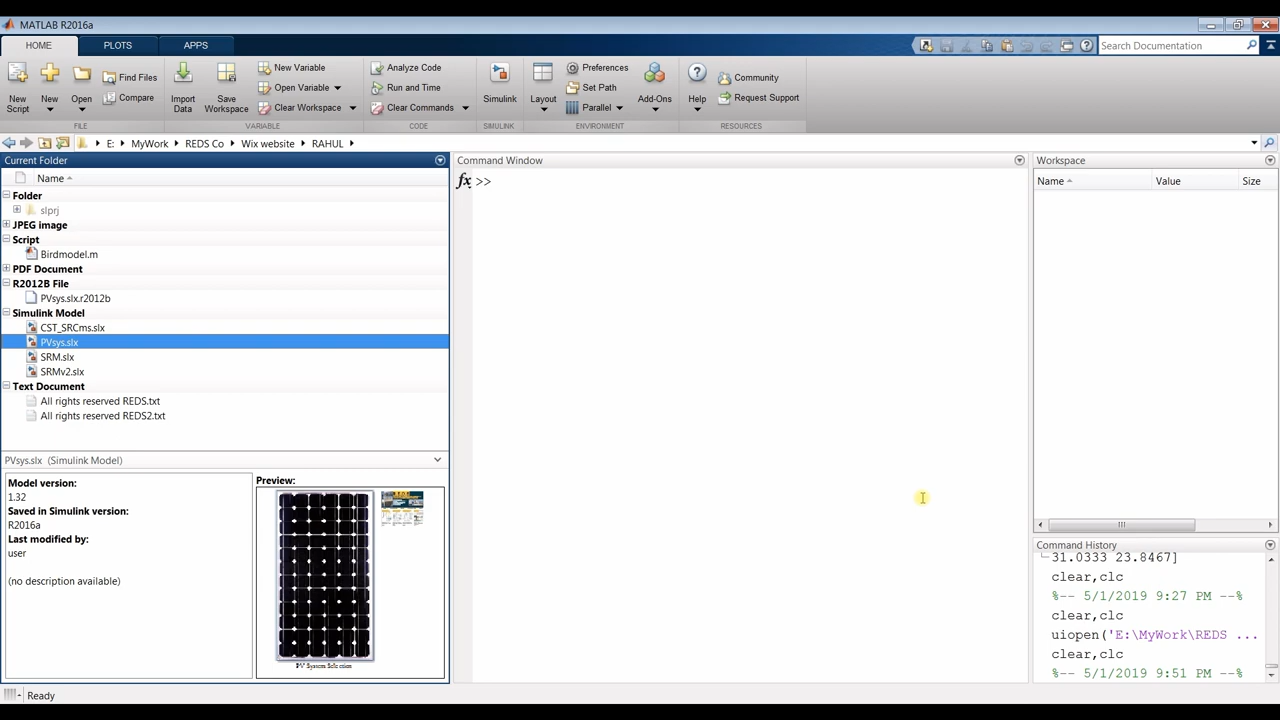 MATLAB R2016a
HOME
PLOTS
APPS
Search Documentation
New Script
New
Open
Find Files
Compare
Import Data
Save Workspace
New Variable
Open Variable
Clear Workspace
Analyze Code
Run and Time
Clear Commands
Simulink
Layout
Preferences
Set Path
Parallel
Add-Ons
Help
Community
Request Support
FILE
VARIABLE
CODE
SIMULINK
ENVIRONMENT
RESOURCES
E:
MyWork
REDS Co
Wix website
RAHUL
Current Folder
Name
Folder
slprj
JPEG image
Script
Birdmodel.m
PDF Document
R2012B File
PVsys.slx.r2012b
Simulink Model
CST_SRCms.slx
PVsys.slx
SRM.slx
SRMv2.slx
Text Document
All rights reserved REDS.txt
All rights reserved REDS2.txt
PVsys.slx (Simulink Model)
Model version:
1.32
Saved in Simulink version:
R2016a
Last modified by:
user
(no description available)
Preview:
PV System Selection
Command Window
fx >>
Workspace
Name
Value
Size
Command History
31.0333 23.8467]
clear,clc
%-- 5/1/2019 9:27 PM --%
clear,clc
uiopen('E:\MyWork\REDS ...
clear,clc
%-- 5/1/2019 9:51 PM --%
Ready